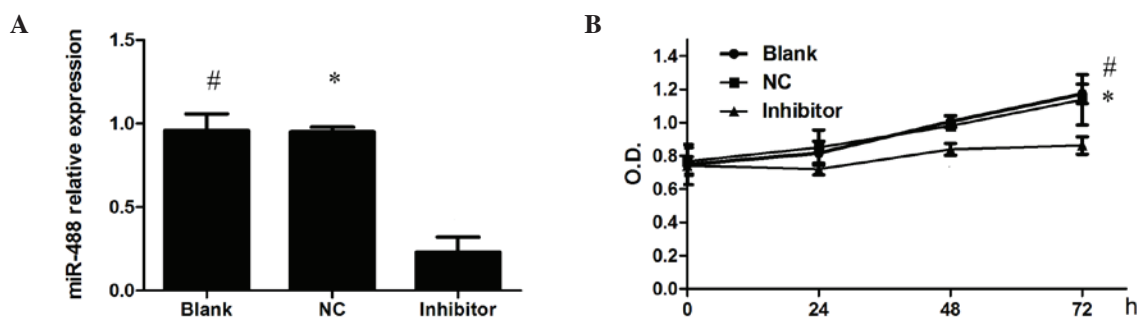 A
miR-488 relative expression
1.5
1.0
0.5
0.0
#
*
Blank
NC
Inhibitor
B
O.D.
1.4
1.2
1.0
0.8
0.6
0.4
0.2
0.0
Blank
NC
Inhibitor
#
*
0
24
48
72
h